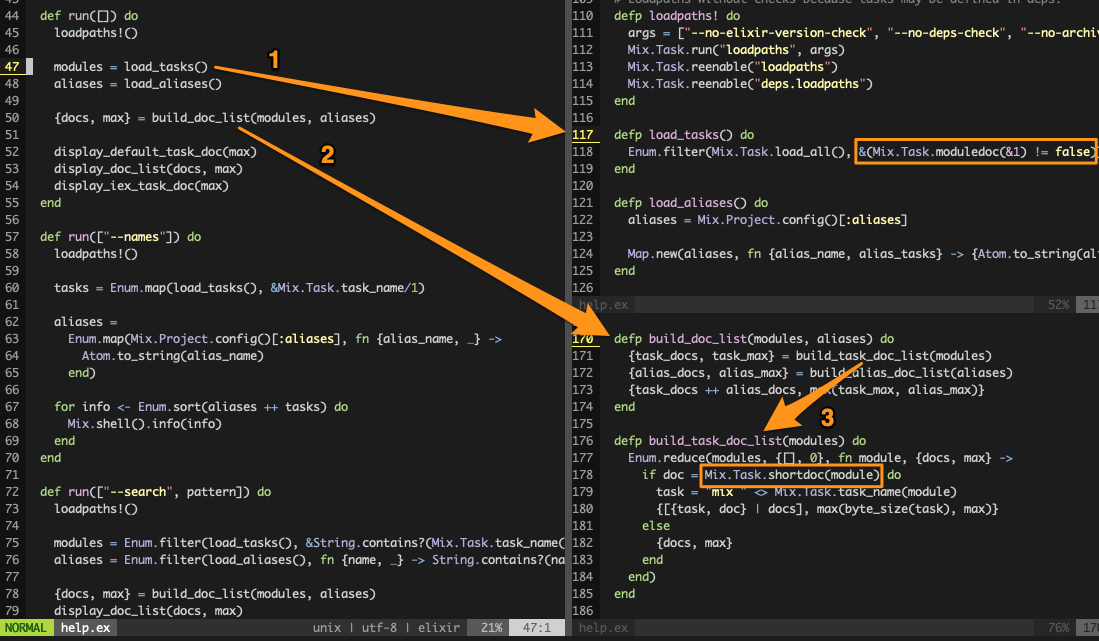 44 def run([]) do
45 loadpaths!()
46
47 modules = load_tasks()
48 aliases = load_aliases()
49
50 {docs, max} = build_doc_list(modules, aliases)
51
52 display_default_task_doc(max)
53 display_doc_list(docs, max)
54 display_iex_task_doc(max)
55 end
56
57 def run(["--names"]) do
58 loadpaths!()
59
60 tasks = Enum.map(load_tasks(), &Mix.Task.task_name/1)
61
62 aliases =
63 Enum.map(Mix.Project.config()[:aliases], fn {alias_name, _} ->
64 Atom.to_string(alias_name)
65 end)
66
67 for info <- Enum.sort(aliases ++ tasks) do
68 Mix.shell().info(info)
69 end
70 end
71
72 def run(["--search", pattern]) do
73 loadpaths!()
74
75 modules = Enum.filter(load_tasks(), &String.contains?(Mix.Task.task_name(
76 aliases = Enum.filter(load_aliases(), fn {name, _} -> String.contains?(na
77
78 {docs, max} = build_doc_list(modules, aliases)
79 display_doc_list(docs, max)
NORMAL help.ex unix | utf-8 | elixir 21% 47:1
1
2
109 # Loadpaths without checks because tasks may be defined in deps.
110 defp loadpaths! do
111 args = ["--no-elixir-version-check", "--no-deps-check", "--no-archiv
112 Mix.Task.run("loadpaths", args)
113 Mix.Task.reenable("loadpaths")
114 Mix.Task.reenable("deps.loadpaths")
115 end
116
117 defp load_tasks() do
118 Enum.filter(Mix.Task.load_all(), &(Mix.Task.moduledoc(&1) != false)
119 end
120
121 defp load_aliases() do
122 aliases = Mix.Project.config()[:aliases]
123
124 Map.new(aliases, fn {alias_name, alias_tasks} -> {Atom.to_string(ali
125 end
126
help.ex 52% 11
170 defp build_doc_list(modules, aliases) do
171 {task_docs, task_max} = build_task_doc_list(modules)
172 {alias_docs, alias_max} = build_alias_doc_list(aliases)
173 {task_docs ++ alias_docs, max(task_max, alias_max)}
174 end
175
176 defp build_task_doc_list(modules) do
177 Enum.reduce(modules, {[], 0}, fn module, {docs, max} ->
178 if doc = Mix.Task.shortdoc(module) do
179 task = "mix " <> Mix.Task.task_name(module)
180 {[{task, doc} | docs], max(byte_size(task), max)}
181 else
182 {docs, max}
183 end
184 end)
185 end
186
help.ex 76% 17
3